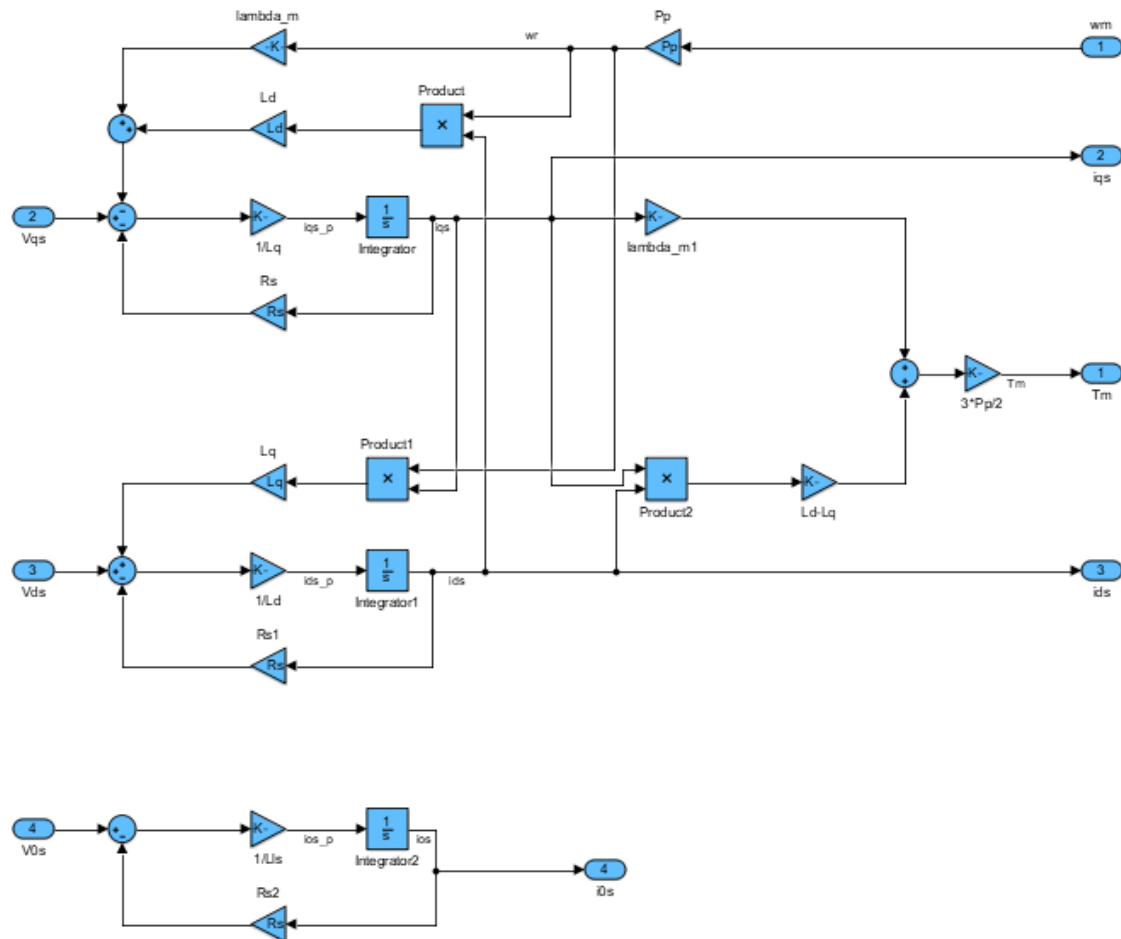 lambda_m
Pp
wm
-K-
wr
Pp
1
Product
Ld
Ld
×
2
iqs
2
Vqs
K-
1/Lq
iqs_p
1
s
Integrator
iqs
K-
lambda_m1
Rs
Rs
K-
3*Pp/2
Tm
1
Tm
Lq
Product1
Lq
×
×
Product2
K-
Ld-Lq
3
Vds
K-
1/Ld
ids_p
1
s
Integrator1
ids
3
ids
Rs1
Rs
4
V0s
K-
1/Lls
ios_p
1
s
Integrator2
ios
4
i0s
Rs2
Rs